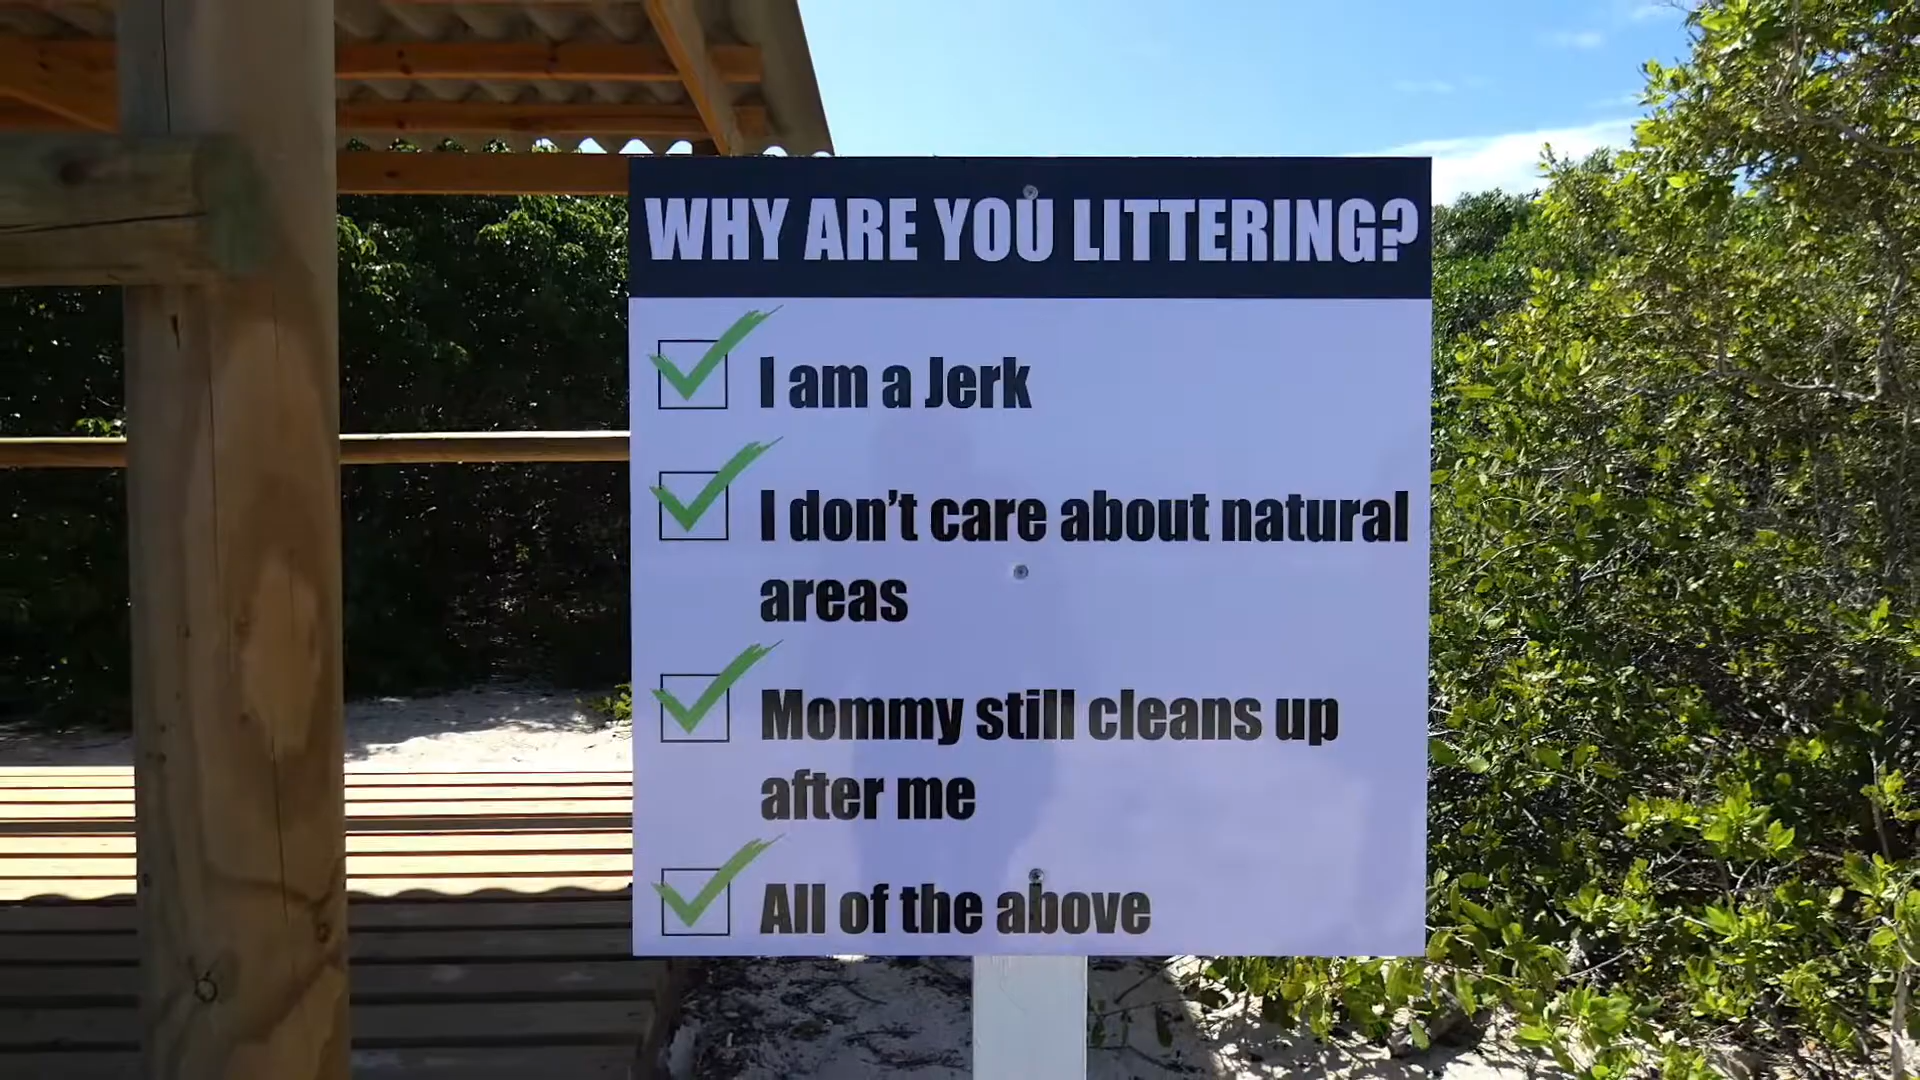 WHY ARE YOU LITTERING?
I am a Jerk
I don't care about natural
areas
Mommy still cleans up
after me
All of the above